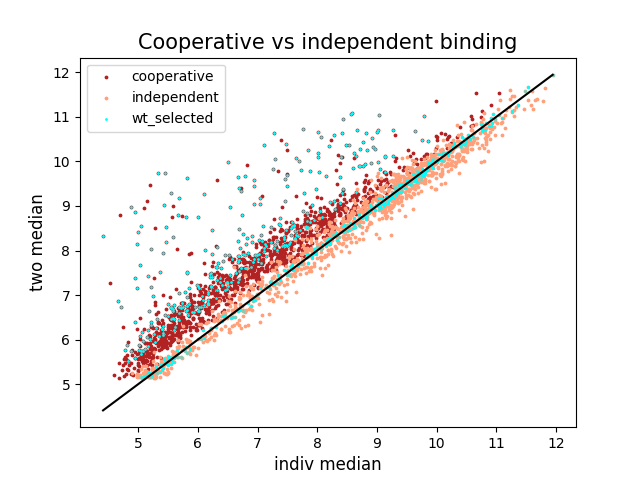 Cooperative vs independent binding
cooperative
independent
wt_selected
12
11
10
9
8
7
6
5
two median
5 6 7 8 9 10 11 12
indiv median